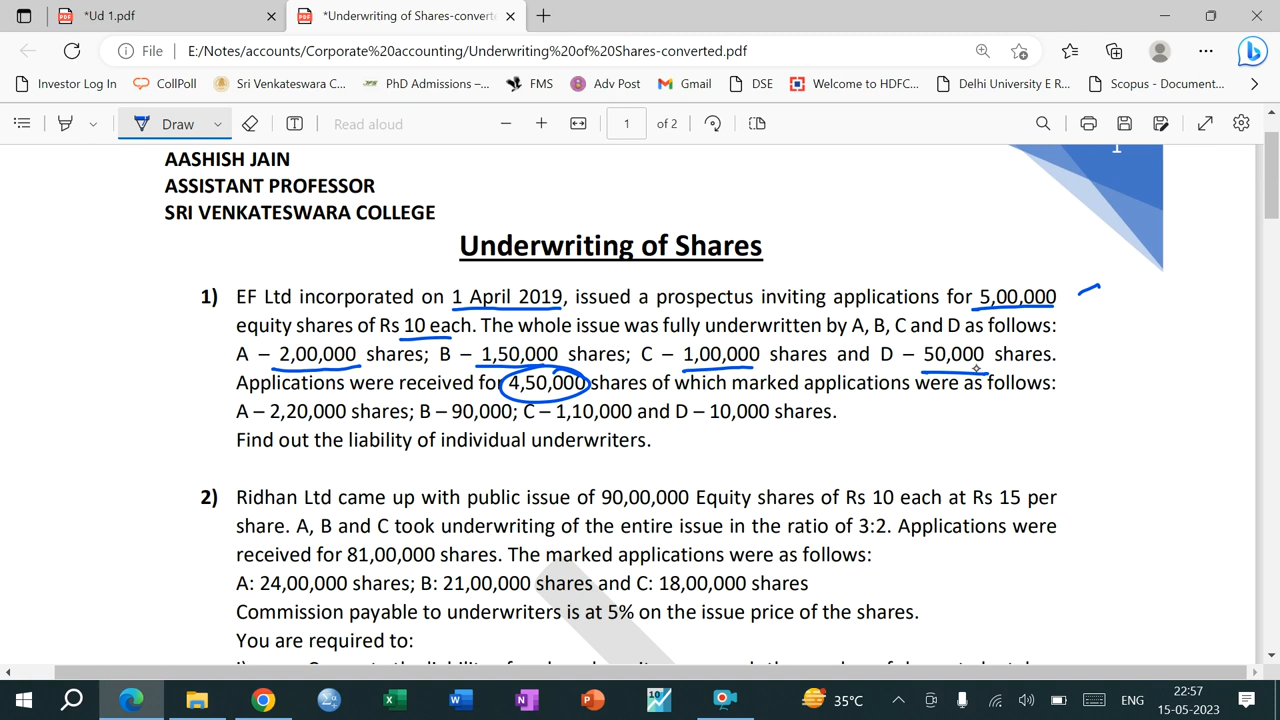 *Ud 1.pdf
*Underwriting of Shares-converte
File
E:/Notes/accounts/Corporate%20accounting/Underwriting%20of%20Shares-converted.pdf
Investor Log In
CollPoll
Sri Venkateswara C...
PhD Admissions –...
FMS
Adv Post
Gmail
DSE
Welcome to HDFC...
Delhi University E R...
Scopus - Document...
Draw
Read aloud
1
of 2
AASHISH JAIN
1
ASSISTANT PROFESSOR
SRI VENKATESWARA COLLEGE
Underwriting of Shares
1) EF Ltd incorporated on 1 April 2019, issued a prospectus inviting applications for 5,00,000
equity shares of Rs 10 each. The whole issue was fully underwritten by A, B, C and D as follows:
A – 2,00,000 shares; B – 1,50,000 shares; C – 1,00,000 shares and D – 50,000 shares.
Applications were received for 4,50,000 shares of which marked applications were as follows:
A – 2,20,000 shares; B – 90,000; C – 1,10,000 and D – 10,000 shares.
Find out the liability of individual underwriters.
2) Ridhan Ltd came up with public issue of 90,00,000 Equity shares of Rs 10 each at Rs 15 per
share. A, B and C took underwriting of the entire issue in the ratio of 3:2. Applications were
received for 81,00,000 shares. The marked applications were as follows:
A: 24,00,000 shares; B: 21,00,000 shares and C: 18,00,000 shares
Commission payable to underwriters is at 5% on the issue price of the shares.
You are required to:
35°C
ENG
22:57
15-05-2023